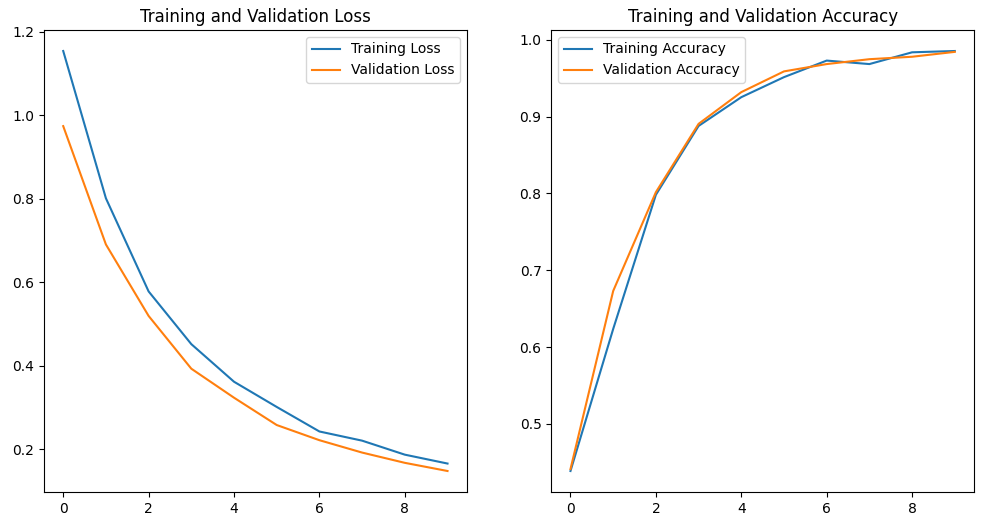 Training and Validation Loss
Training Loss
Validation Loss
1.2
1.0
0.8
0.6
0.4
0.2
0 2 4 6 8
Training and Validation Accuracy
Training Accuracy
Validation Accuracy
1.0
0.9
0.8
0.7
0.6
0.5
0 2 4 6 8